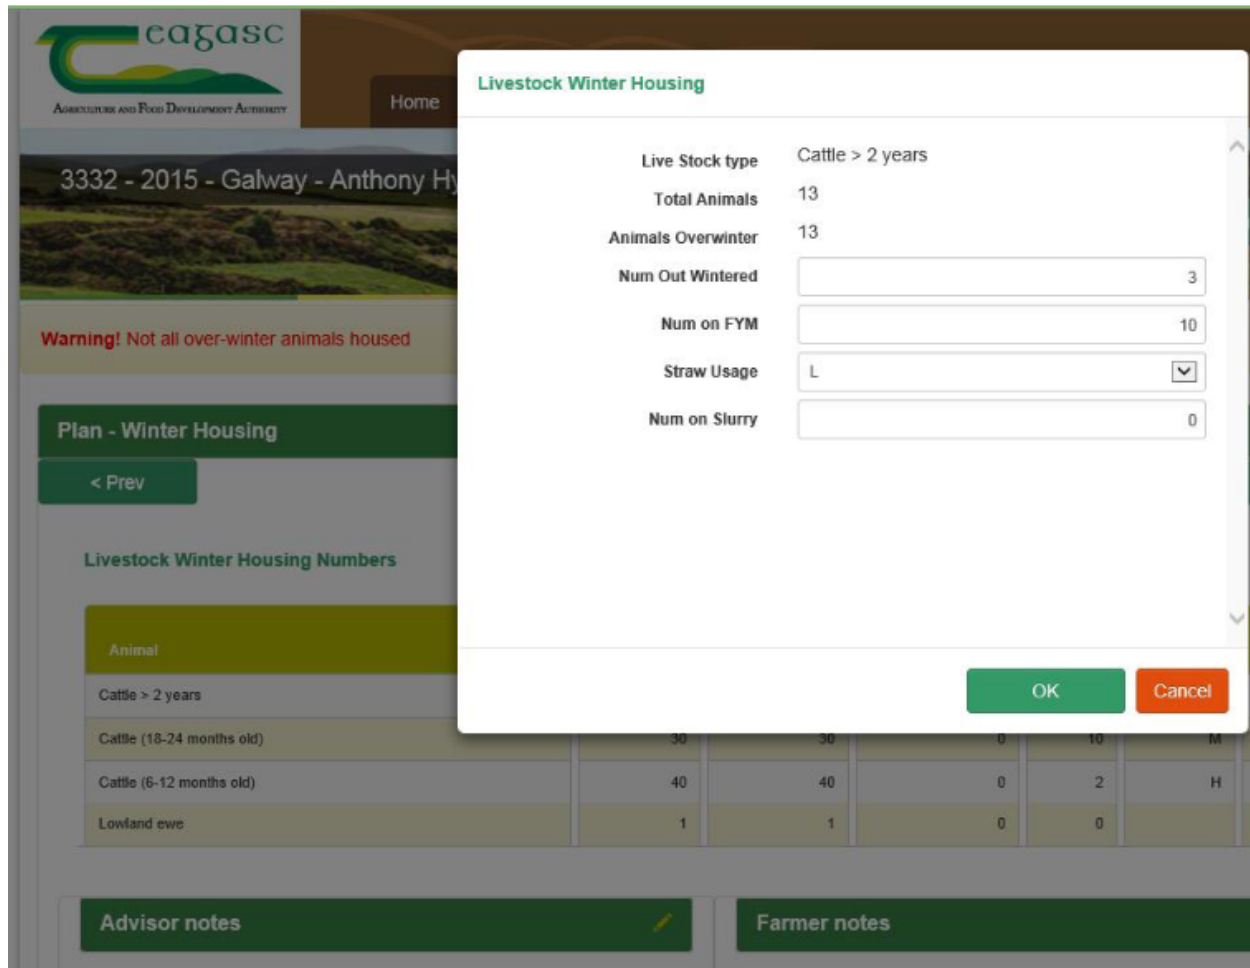 eagasc
AGRICULTURE AND FOOD DEVELOPMENT AUTHORITY
Home
3332 - 2015 - Galway - Anthony Hy
Warning! Not all over-winter animals housed
Plan - Winter Housing
< Prev
Livestock Winter Housing Numbers
Animal
Cattle > 2 years
Cattle (18-24 months old) 30 30 0 10 M
Cattle (6-12 months old) 40 40 0 2 H
Lowland ewe 1 1 0 0
Advisor notes
Farmer notes
Livestock Winter Housing
Live Stock type Cattle > 2 years
Total Animals 13
Animals Overwinter 13
Num Out Wintered 3
Num on FYM 10
Straw Usage L
Num on Slurry 0
OK Cancel